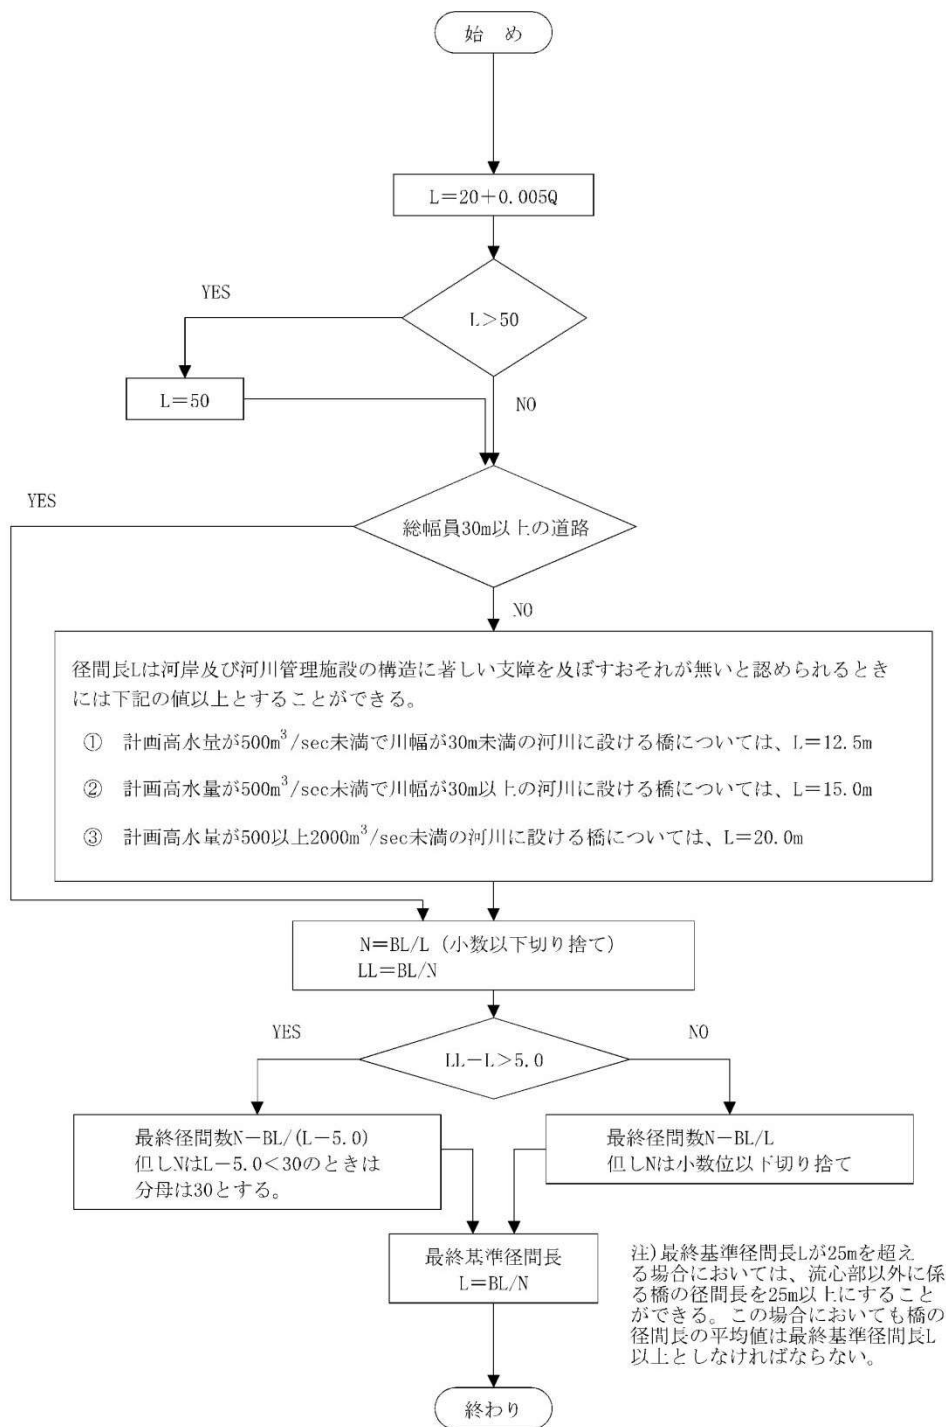 始　め
L=20+0.005Q
YES
L>50
L=50
NO
YES
総幅員30m以上の道路
NO
径間長Lは河岸及び河川管理施設の構造に著しい支障を及ぼすおそれが無いと認められるとき
には下記の値以上とすることができる。
①　計画高水量が500m³/sec未満で川幅が30m未満の河川に設ける橋については、L=12.5m
②　計画高水量が500m³/sec未満で川幅が30m以上の河川に設ける橋については、L=15.0m
③　計画高水量が500以上2000m³/sec未満の河川に設ける橋については、L=20.0m
N=BL/L (小数以下切り捨て)
LL=BL/N
YES
NO
LL-L>5.0
最終径間数N-BL/(L-5.0)
但しNはL-5.0<30のときは
分母は30とする。
最終径間数N-BL/L
但しNは小数位以下切り捨て
最終基準径間長
L=BL/N
注)最終基準径間長Lが25mを超え
る場合においては、流心部以外に係
る橋の径間長を25m以上にすること
ができる。この場合においても橋の
径間長の平均値は最終基準径間長L
以上としなければならない。
終わり